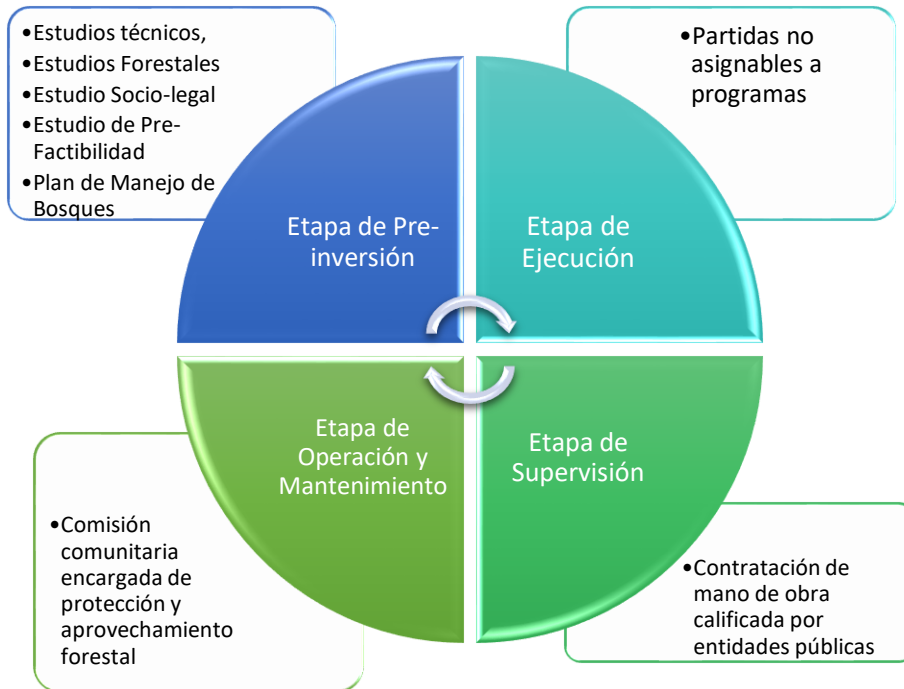 •Estudios técnicos,
•Estudios Forestales
•Estudio Socio-legal
•Estudio de Pre-
Factibilidad
•Plan de Manejo de
Bosques
•Partidas no
asignables a
programas
Etapa de Pre-
inversión
Etapa de
Ejecución
Etapa de
Operación y
Mantenimiento
Etapa de
Supervisión
•Comisión
comunitaria
encargada de
protección y
aprovechamiento
forestal
•Contratación de
mano de obra
calificada por
entidades públicas